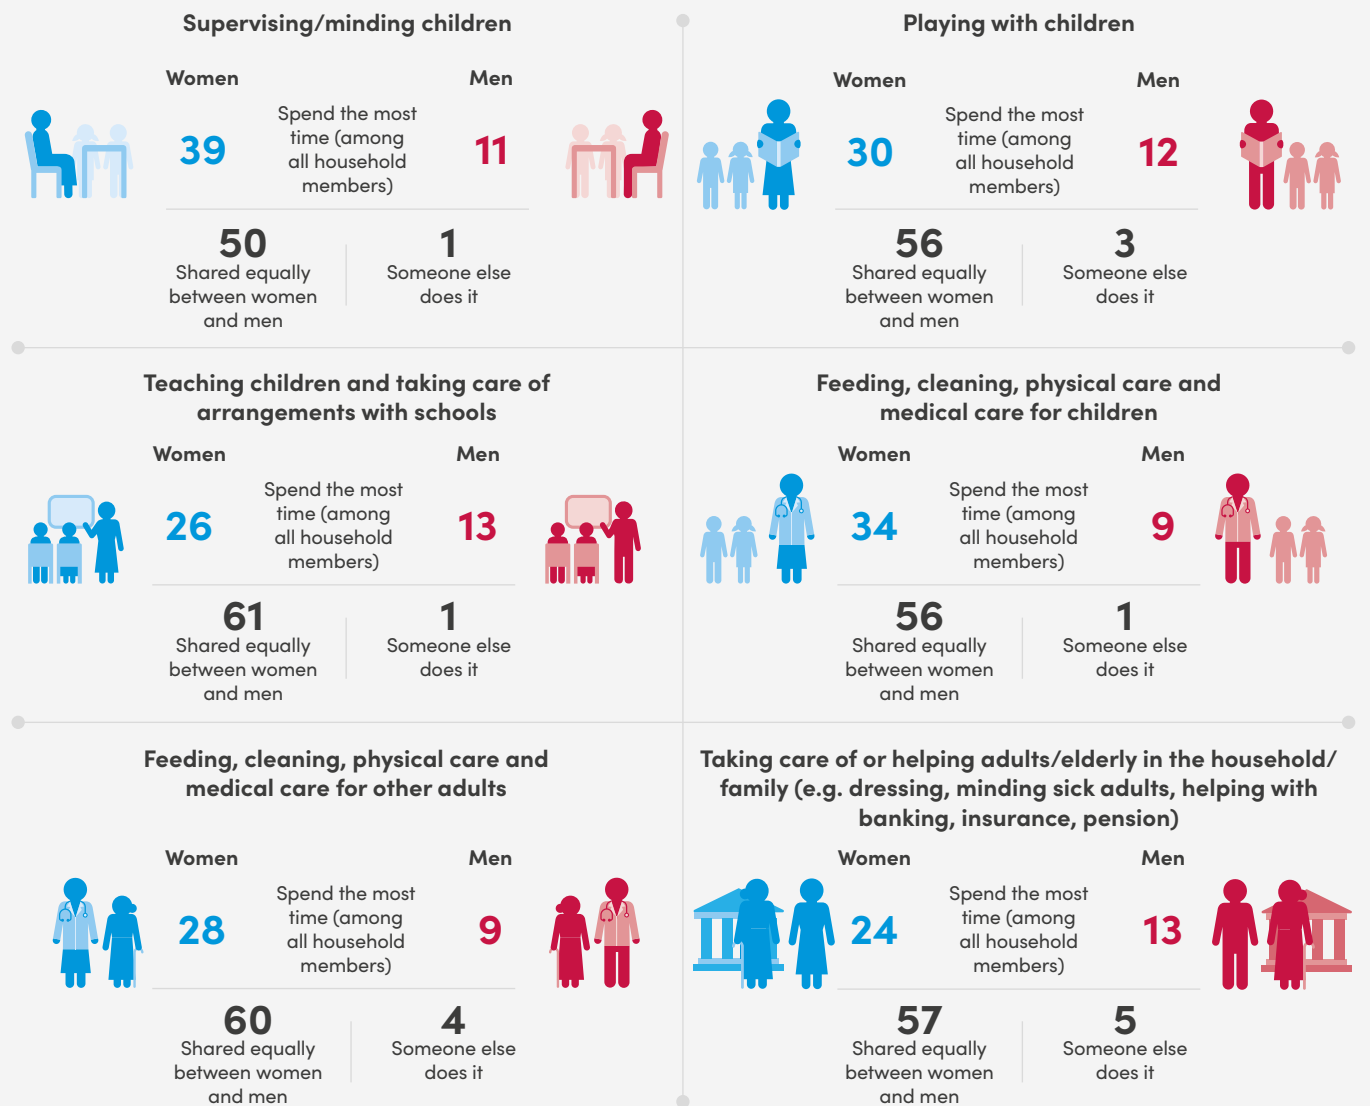 Supervising/minding children
Women
Men
39
Spend the most
time (among
all household
members)
11
50
Shared equally
between women
and men
1
Someone else
does it
Playing with children
Women
Men
30
Spend the most
time (among
all household
members)
12
56
Shared equally
between women
and men
3
Someone else
does it
Teaching children and taking care of
arrangements with schools
Women
Men
26
Spend the most
time (among
all household
members)
13
61
Shared equally
between women
and men
1
Someone else
does it
Feeding, cleaning, physical care and
medical care for children
Women
Men
34
Spend the most
time (among
all household
members)
9
56
Shared equally
between women
and men
1
Someone else
does it
Feeding, cleaning, physical care and
medical care for other adults
Women
Men
28
Spend the most
time (among
all household
members)
9
60
Shared equally
between women
and men
4
Someone else
does it
Taking care of or helping adults/elderly in the household/
family (e.g. dressing, minding sick adults, helping with
banking, insurance, pension)
Women
Men
24
Spend the most
time (among
all household
members)
13
57
Shared equally
between women
and men
5
Someone else
does it